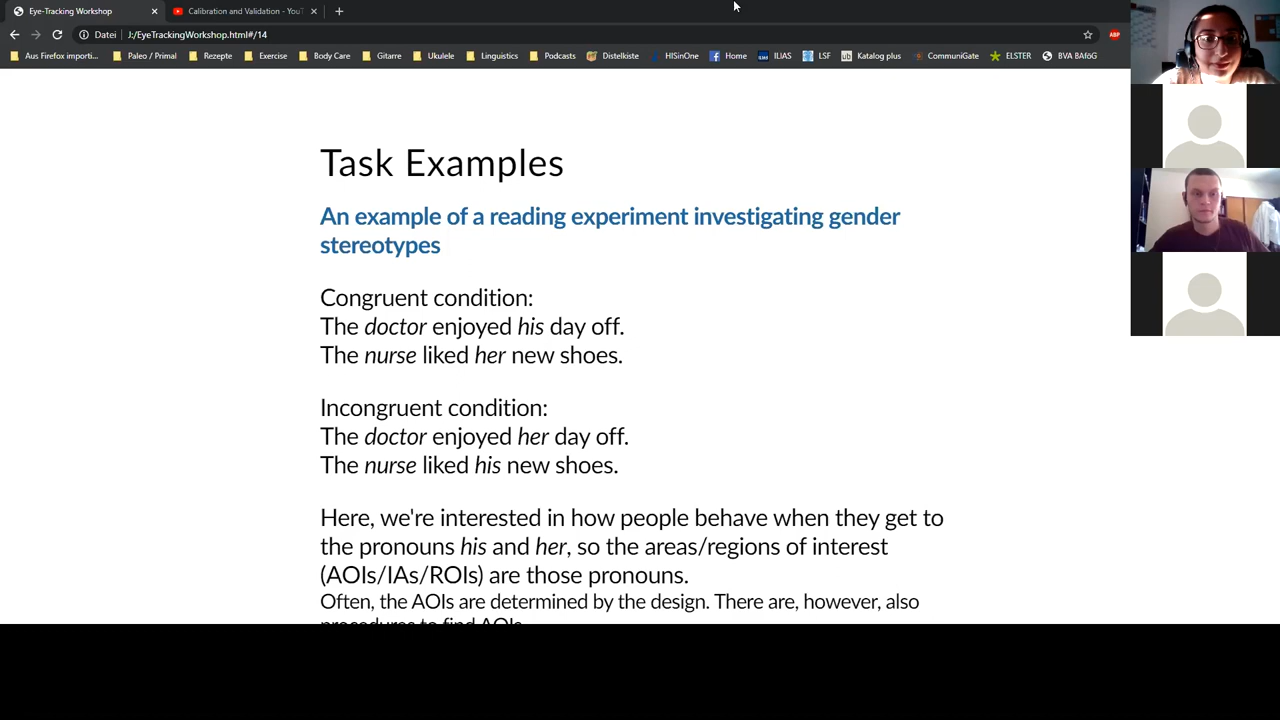 Eye-Tracking Workshop
Calibration and Validation - YouT
Datei
J:/EyeTrackingWorkshop.html#/14
ABP
Aus Firefox importi...
Paleo / Primal
Rezepte
Exercise
Body Care
Gitarre
Ukulele
Linguistics
Podcasts
Distelkiste
HISinOne
Home
ILIAS
LSF
Katalog plus
CommuniGate
ELSTER
BVA BAföG
Task Examples
An example of a reading experiment investigating gender
stereotypes
Congruent condition:
The doctor enjoyed his day off.
The nurse liked her new shoes.
Incongruent condition:
The doctor enjoyed her day off.
The nurse liked his new shoes.
Here, we're interested in how people behave when they get to
the pronouns his and her, so the areas/regions of interest
(AOIs/IAs/ROIs) are those pronouns.
Often, the AOIs are determined by the design. There are, however, also
procedures to find AOIs.